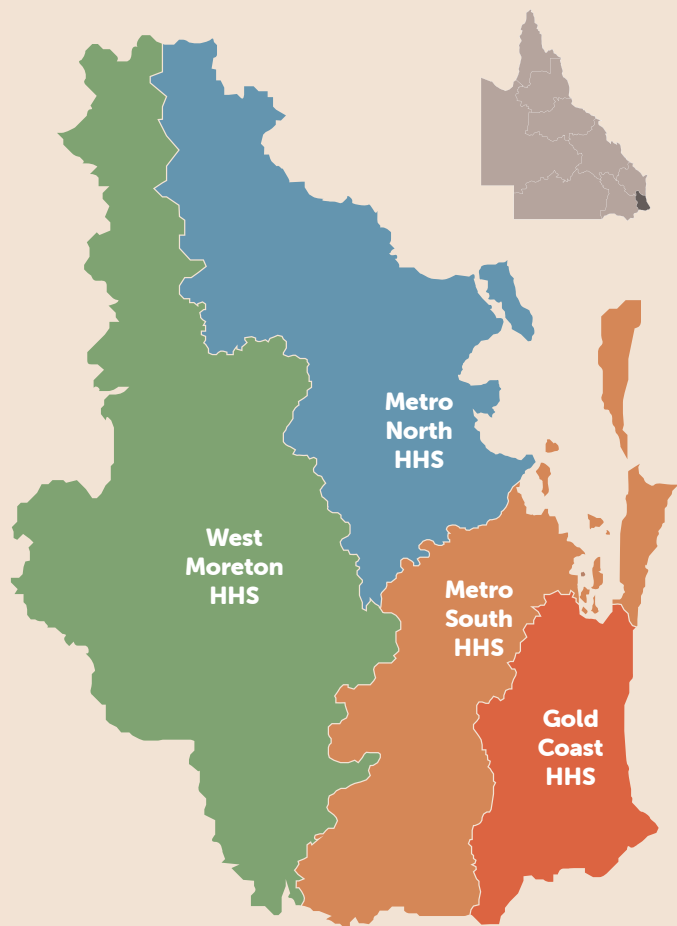 Metro
North
HHS
West
Moreton
HHS
Metro
South
HHS
Gold
Coast
HHS